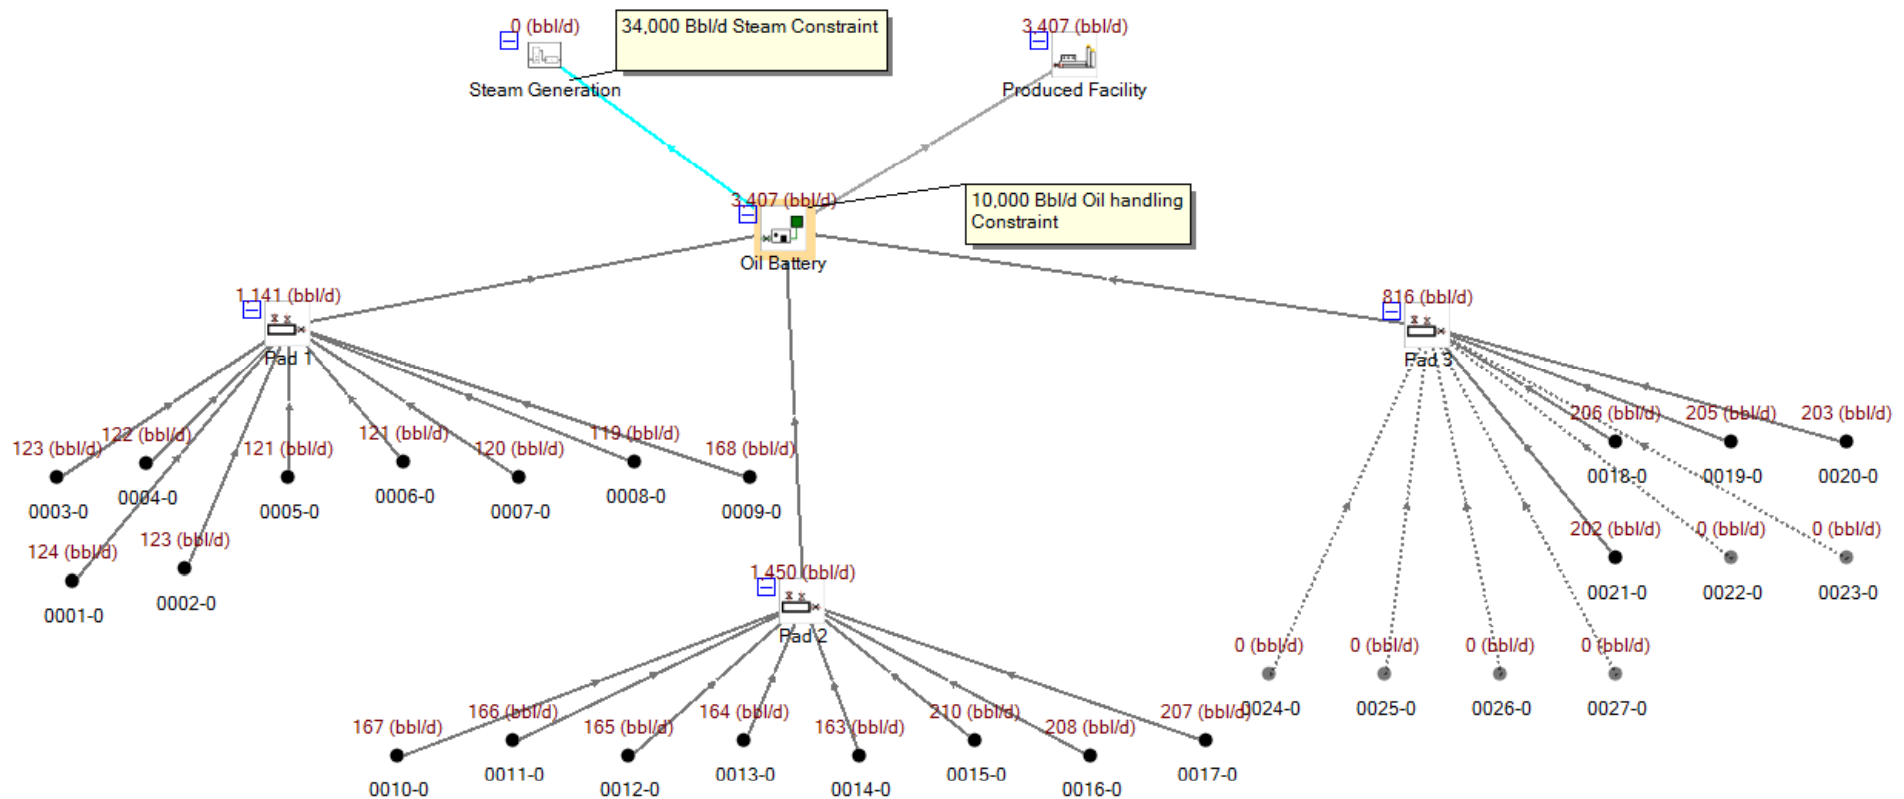 0 (bbl/d)
34,000 Bbl/d Steam Constraint
3,407 (bbl/d)
Steam Generation
Produced Facility
3,407 (bbl/d)
10,000 Bbl/d Oil handling
Constraint
Oil Battery
1,141 (bbl/d)
816 (bbl/d)
Pad 1
Pad 3
123 (bbl/d)
122 (bbl/d)
121 (bbl/d)
121 (bbl/d)
120 (bbl/d)
119 (bbl/d)
168 (bbl/d)
206 (bbl/d)
205 (bbl/d)
203 (bbl/d)
0003-0
0004-0
0005-0
0006-0
0007-0
0008-0
0009-0
0018-0
0019-0
0020-0
124 (bbl/d)
123 (bbl/d)
202 (bbl/d)
0 (bbl/d)
0 (bbl/d)
0001-0
0002-0
0021-0
0022-0
0023-0
1,450 (bbl/d)
Pad 2
0 (bbl/d)
0 (bbl/d)
0 (bbl/d)
0 (bbl/d)
0024-0
0025-0
0026-0
0027-0
167 (bbl/d)
166 (bbl/d)
165 (bbl/d)
164 (bbl/d)
163 (bbl/d)
210 (bbl/d)
208 (bbl/d)
207 (bbl/d)
0010-0
0011-0
0012-0
0013-0
0014-0
0015-0
0016-0
0017-0